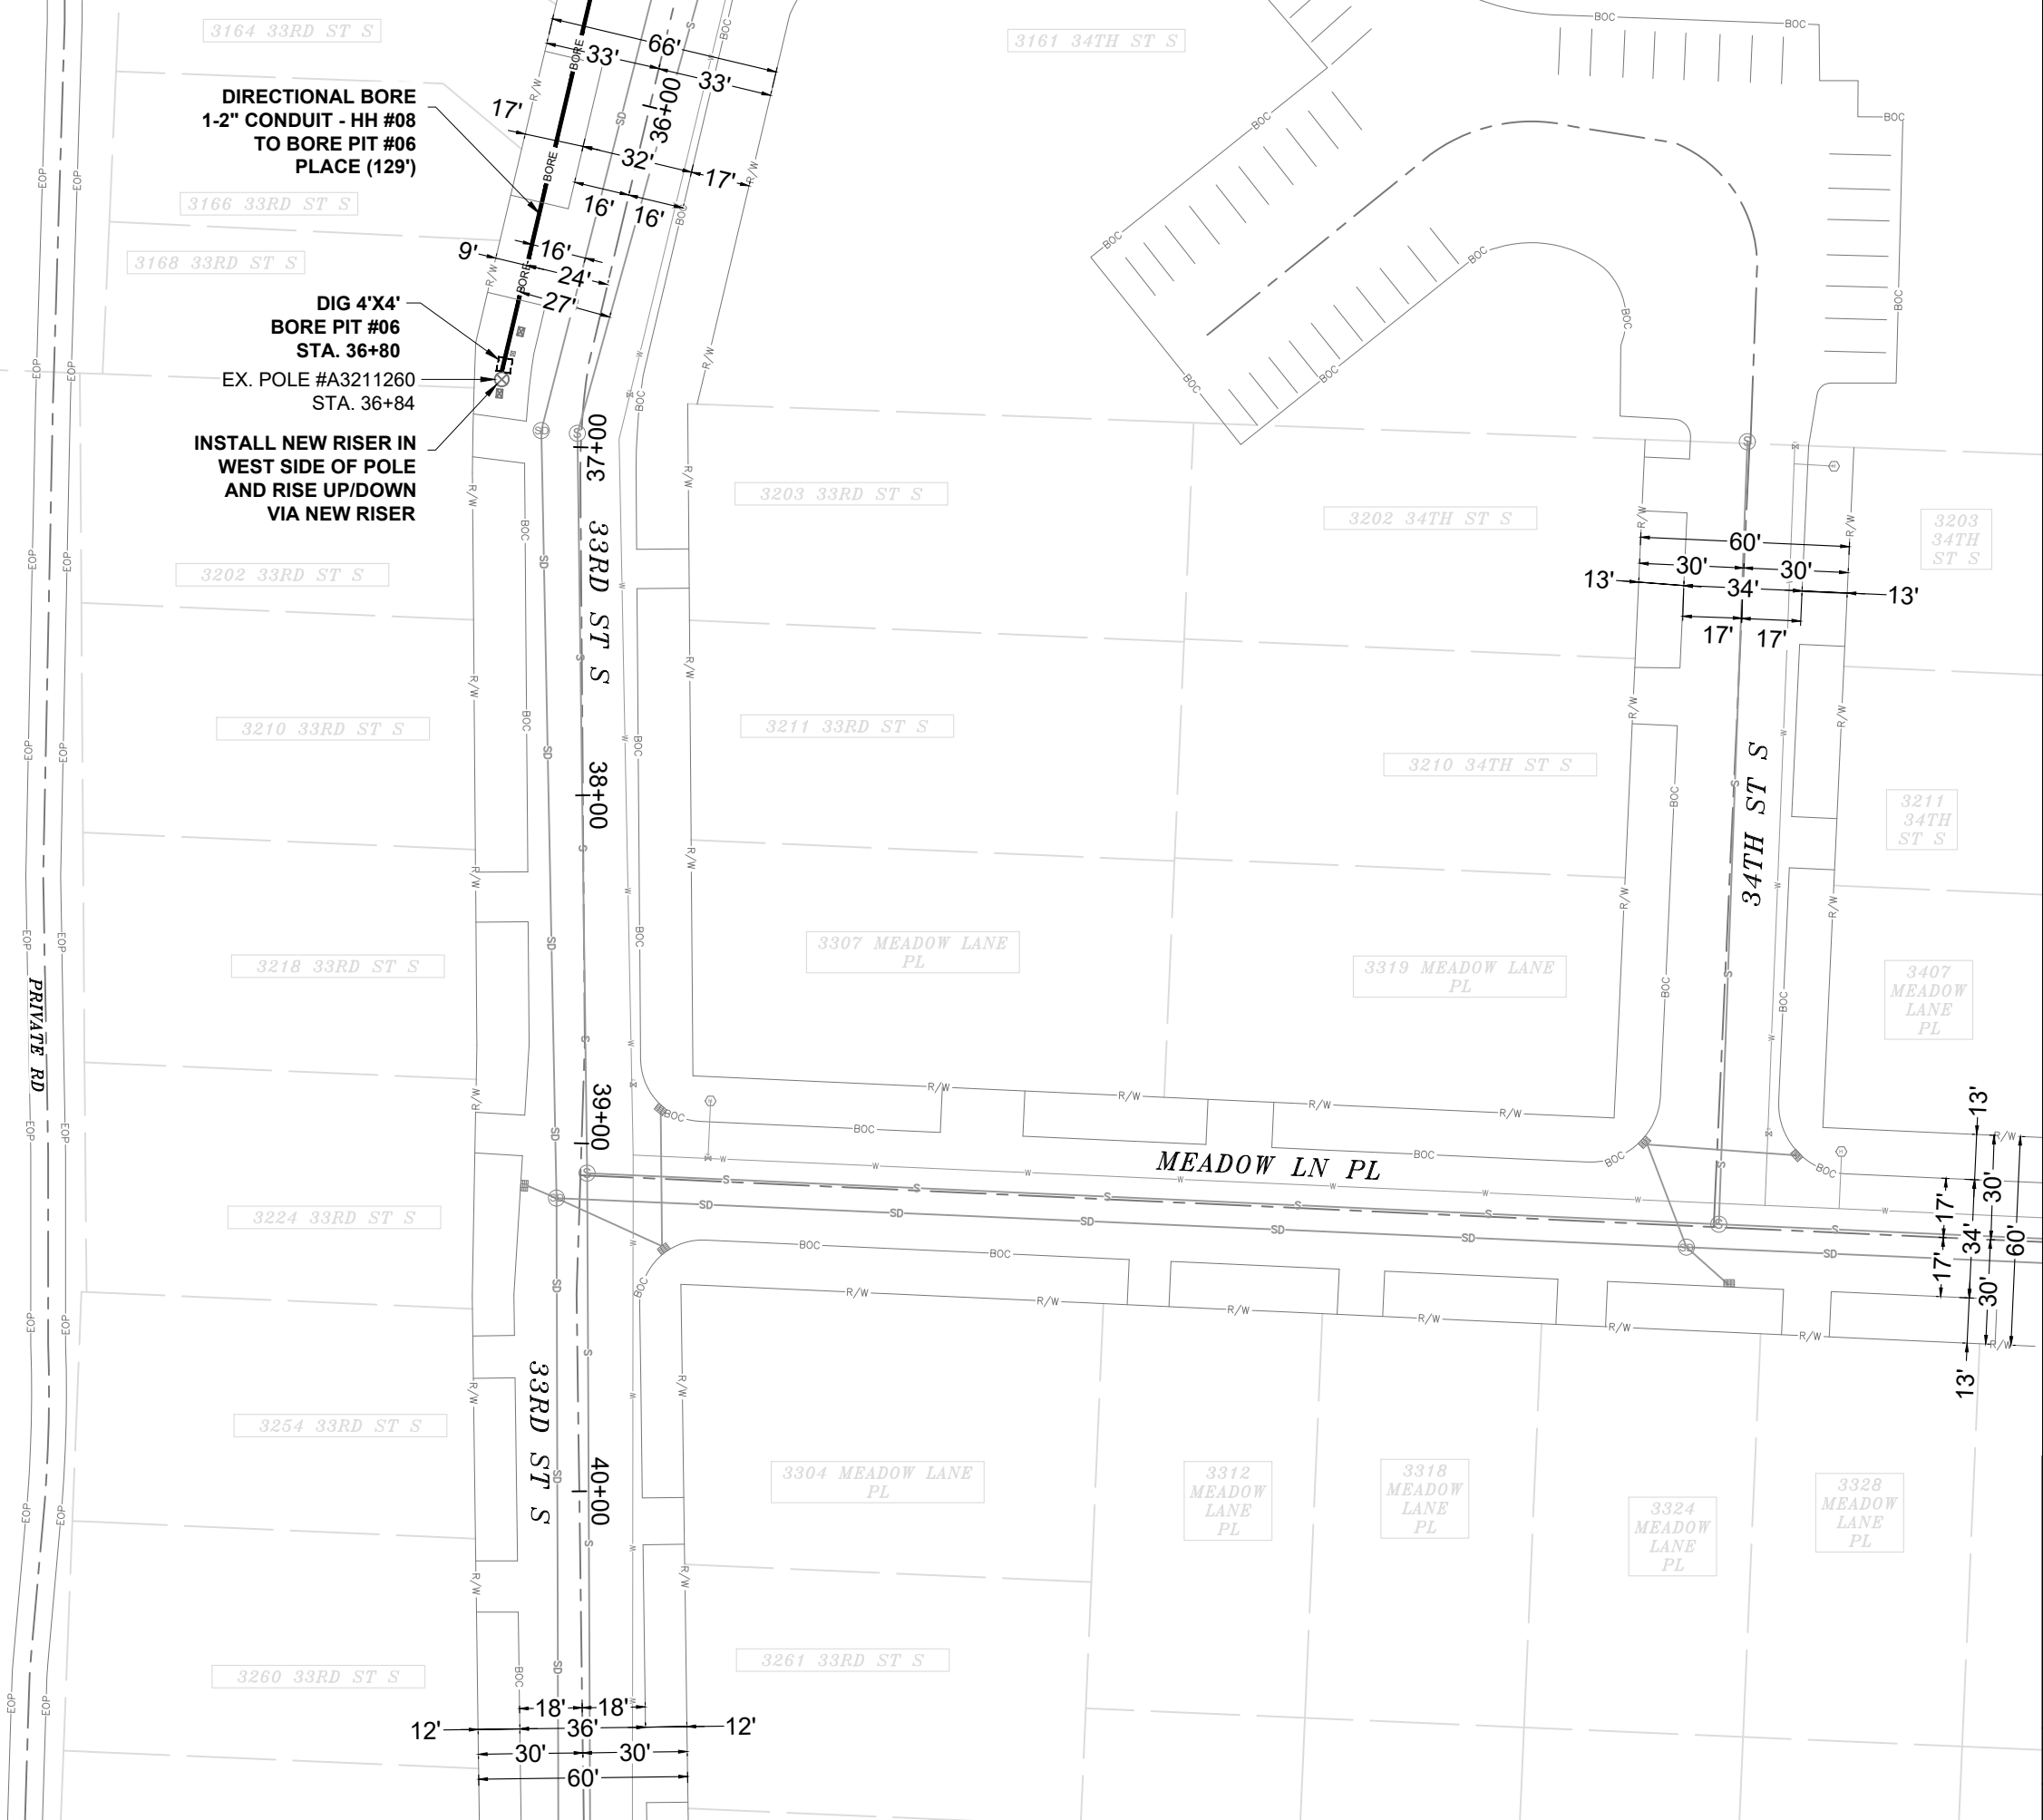 3164 33RD ST S
3161 34TH ST S
DIRECTIONAL BORE
1-2" CONDUIT - HH #08
TO BORE PIT #06
PLACE (129')
3166 33RD ST S
3168 33RD ST S
DIG 4'X4'
BORE PIT #06
STA. 36+80
EX. POLE #A3211260
STA. 36+84
INSTALL NEW RISER IN
WEST SIDE OF POLE
AND RISE UP/DOWN
VIA NEW RISER
BORE
BORE
BORE
66'
33'
33'
17'
32'
17'
16'
16'
9'
16'
24'
27'
36+00
37+00
33RD ST S
38+00
39+00
33RD ST S
40+00
3203 33RD ST S
3202 34TH ST S
3203
34TH
ST S
60'
30'
30'
13'
34'
13'
17'
17'
3202 33RD ST S
3210 33RD ST S
3211 33RD ST S
3210 34TH ST S
34TH ST S
3211
34TH
ST S
3218 33RD ST S
3307 MEADOW LANE
PL
3319 MEADOW LANE
PL
3407
MEADOW
LANE
PL
PRIVATE RD
MEADOW LN PL
3224 33RD ST S
13'
30'
17'
34'
60'
17'
30'
13'
3254 33RD ST S
3304 MEADOW LANE
PL
3312
MEADOW
LANE
PL
3318
MEADOW
LANE
PL
3324
MEADOW
LANE
PL
3328
MEADOW
LANE
PL
3260 33RD ST S
3261 33RD ST S
18'
18'
12'
36'
12'
30'
30'
60'
R/W
BOC
EOP
SD
S
W